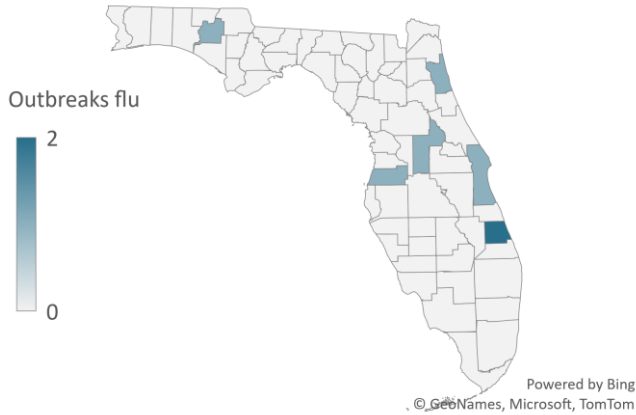 Outbreaks flu
2
0
Powered by Bing
© GeoNames, Microsoft, TomTom